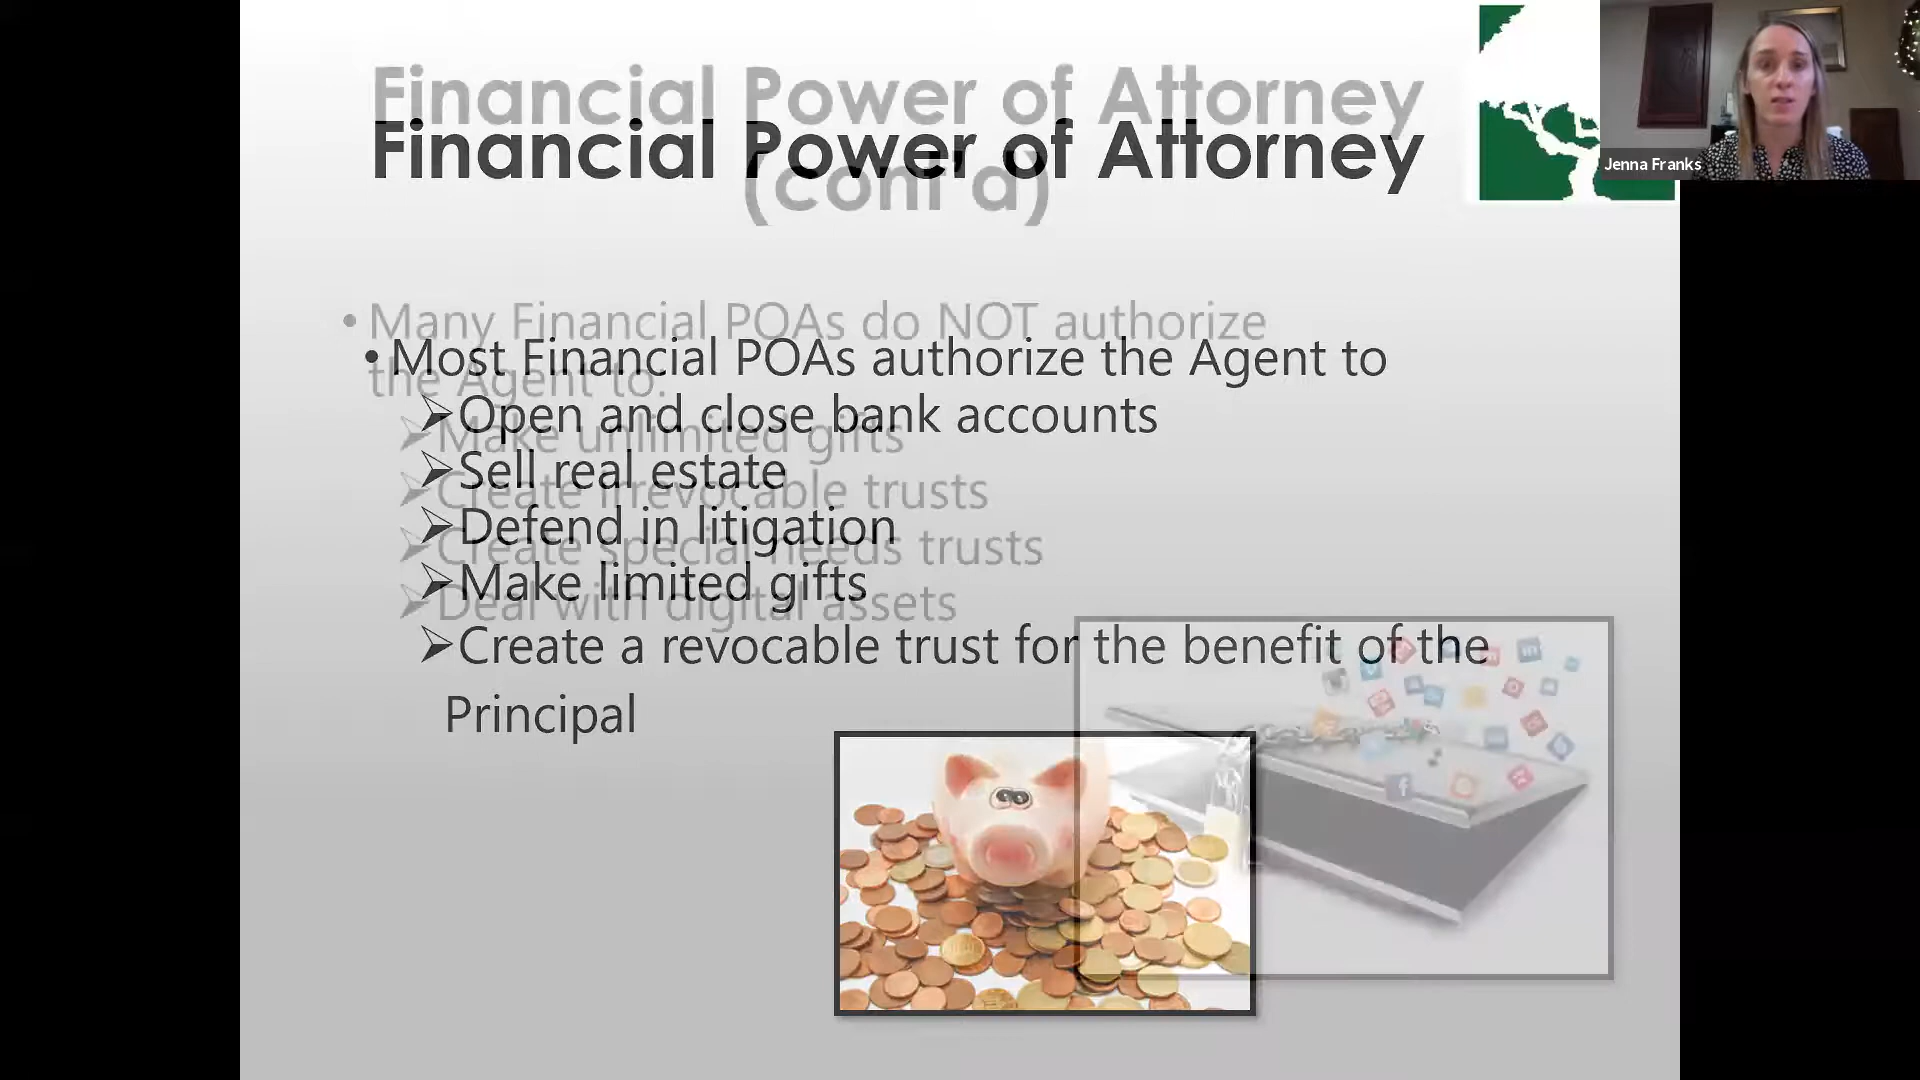 Financial Power of Attorney
Financial Power of Attorney
(cont'd)
Jenna Franks
• Many Financial POAs do NOT authorize
the Agent to:
➢Make unlimited gifts
➢Create irrevocable trusts
➢Create special needs trusts
➢Deal with digital assets
• Most Financial POAs authorize the Agent to
➢Open and close bank accounts
➢Sell real estate
➢Defend in litigation
➢Make limited gifts
➢Create a revocable trust for the benefit of the
Principal